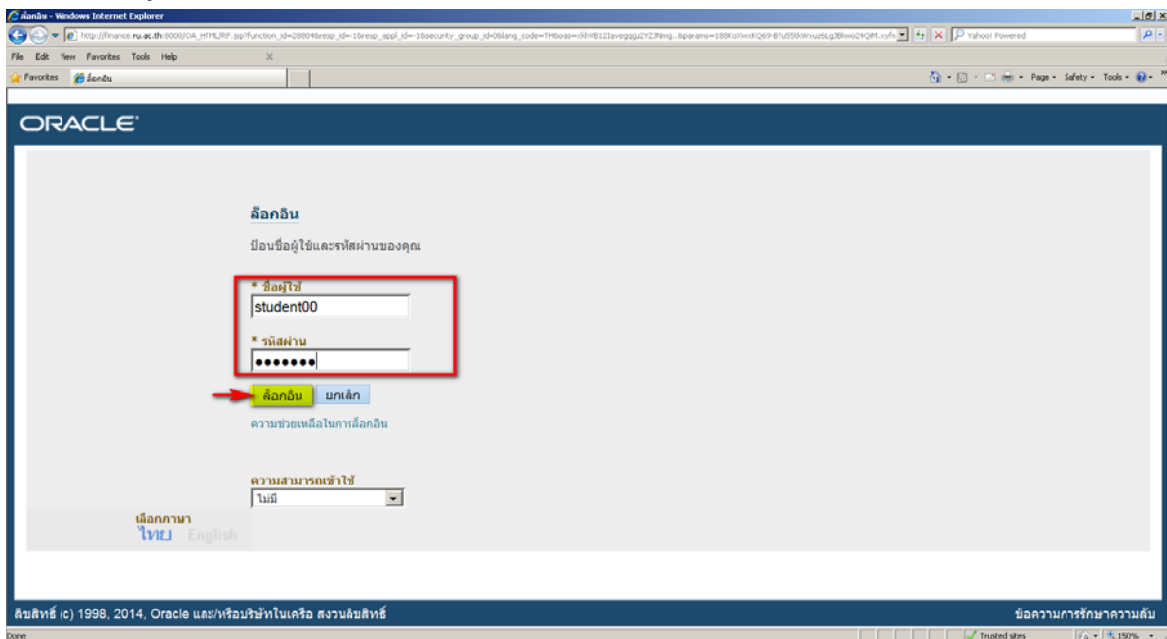 ล็อกอิน - Windows Internet Explorer
Yahoo! Powered
File Edit View Favorites Tools Help
Favorites ล็อกอิน
Page Safety Tools
ORACLE
ล็อกอิน
ป้อนชื่อผู้ใช้และรหัสผ่านของคุณ
* ชื่อผู้ใช้
student00
* รหัสผ่าน
●●●●●●●
ล็อกอิน ยกเลิก
ความช่วยเหลือในการล็อกอิน
ความสามารถเข้าใช้
ไม่มี
เลือกภาษา
ไทย English
ลิขสิทธิ์ (c) 1998, 2014, Oracle และ/หรือบริษัทในเครือ สงวนลิขสิทธิ์ ข้อความการรักษาความลับ
Done Trusted sites 150%